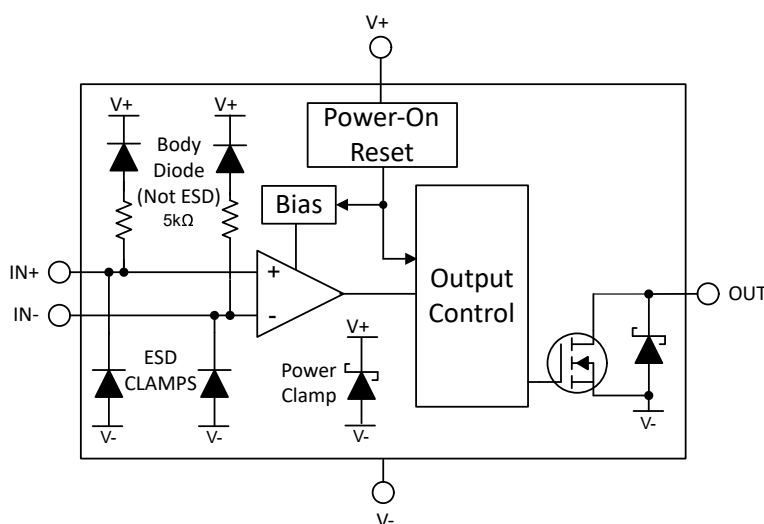 V+
V+
V+
Power-On
Reset
Body
Diode
(Not ESD)
5kΩ
Bias
IN+
+
Output
Control
IN-
-
OUT
V+
ESD
CLAMPS
Power
Clamp
V-
V-
V-
V-
V-